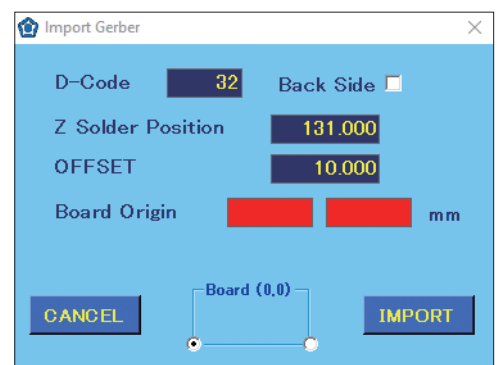 Import Gerber
D-Code 32 Back Side
Z Solder Position 131.000
OFFSET 10.000
Board Origin mm
Board (0,0)
CANCEL IMPORT